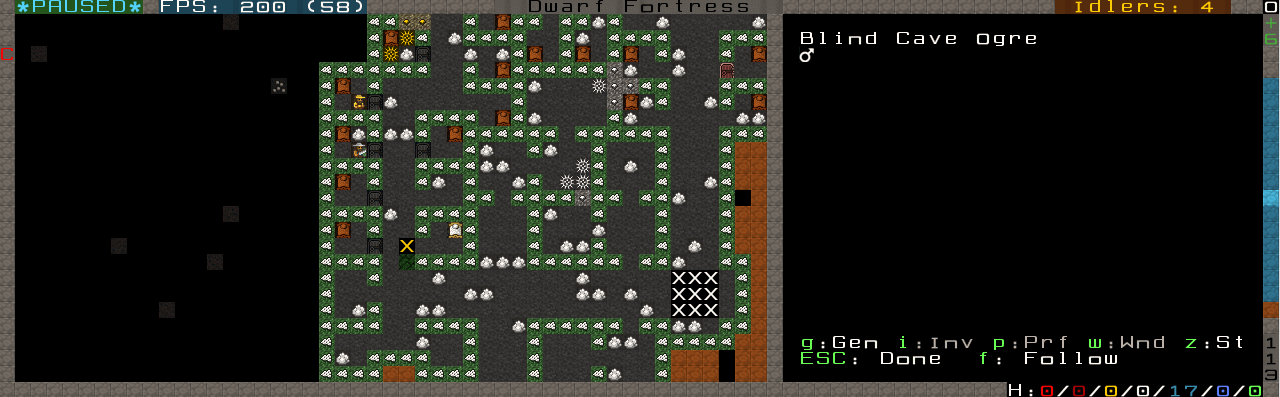 *PAUSED* FPS: 200 (58) Dwarf Fortress Idlers: 4
Blind Cave Ogre
♂
g:Gen i:Inv p:Prf w:Wnd z:St
ESC: Done f: Follow
H:0/0/0/0/17/0/0